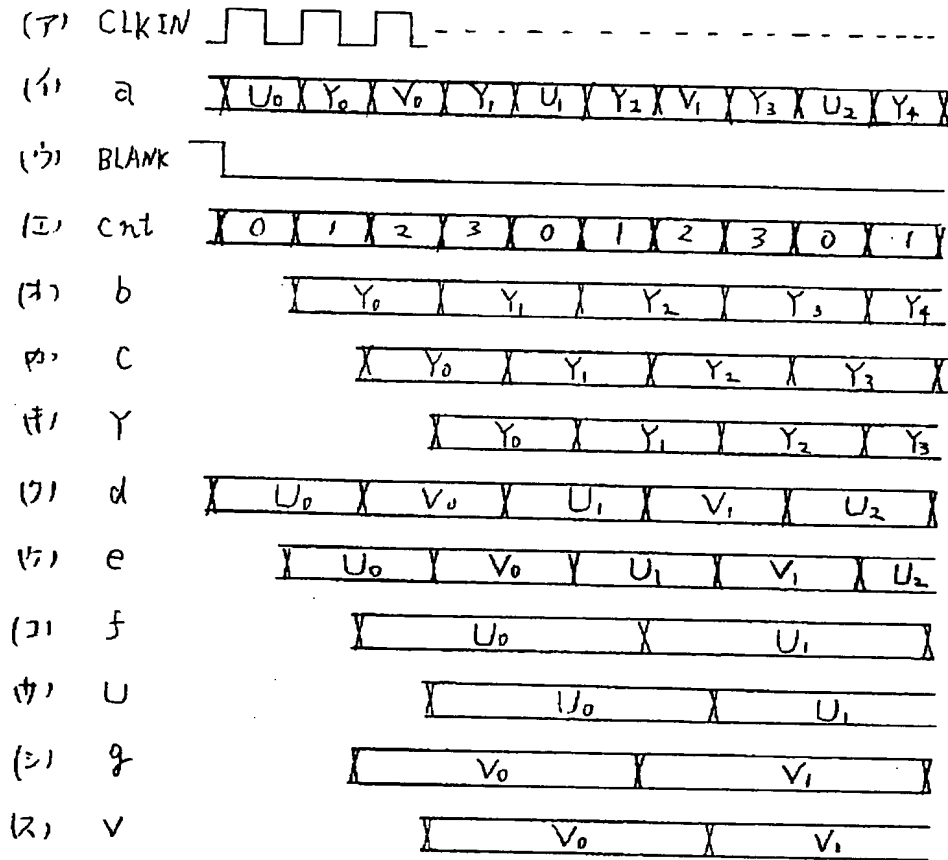 (ア) CLK IN
(イ) a U₀ Y₀ V₀ Y₁ U₁ Y₂ V₁ Y₃ U₂ Y₄
(ウ) BLANK
(エ) cnt 0 1 2 3 0 1 2 3 0 1
(オ) b Y₀ Y₁ Y₂ Y₃ Y₄
(カ) c Y₀ Y₁ Y₂ Y₃
(キ) Y Y₀ Y₁ Y₂ Y₃
(ク) d U₀ V₀ U₁ V₁ U₂
(ケ) e U₀ V₀ U₁ V₁ U₂
(コ) f U₀ U₁
(サ) U U₀ U₁
(シ) g V₀ V₁
(ス) V V₀ V₁